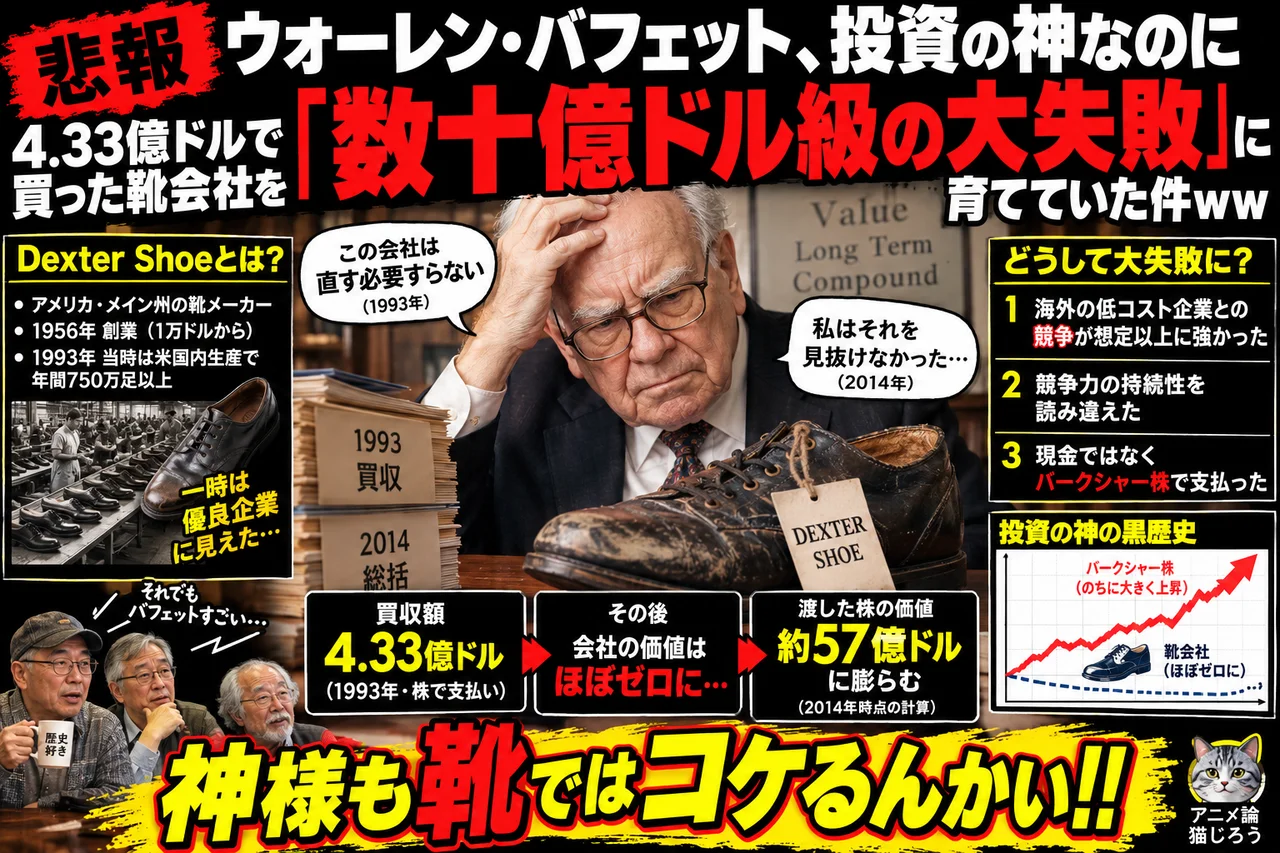 悲報
ウォーレン・バフェット、投資の神なのに
4.33億ドルで
買った靴会社を
「数十億ドル級の大失敗」に
育てていた件ww
Dexter Shoeとは?
• アメリカ・メイン州の靴メーカー
• 1956年 創業（1万ドルから）
• 1993年 当時は米国内生産で
年間750万足以上
一時は
優良企業
に見えた…
この会社は
直す必要すらない
（1993年）
Value
Long Term
Compound
私はそれを
見抜けなかった…
（2014年）
1993
買収
2014
総括
DEXTER
SHOE
どうして大失敗に?
1 海外の低コスト企業との
競争が想定以上に強かった
2 競争力の持続性を
読み違えた
3 現金ではなく
バークシャー株で支払った
投資の神の黒歴史
バークシャー株
（のちに大きく上昇）
靴会社
（ほぼゼロに）
それでも
バフェットすごい…
歴史
好き
買収額
4.33億ドル
（1993年・株で支払い）
その後
会社の価値は
ほぼゼロに…
渡した株の価値
約57億ドル
に膨らむ
（2014年時点の計算）
神様も靴ではコケるんかい!!
アニメ論
猫じろう